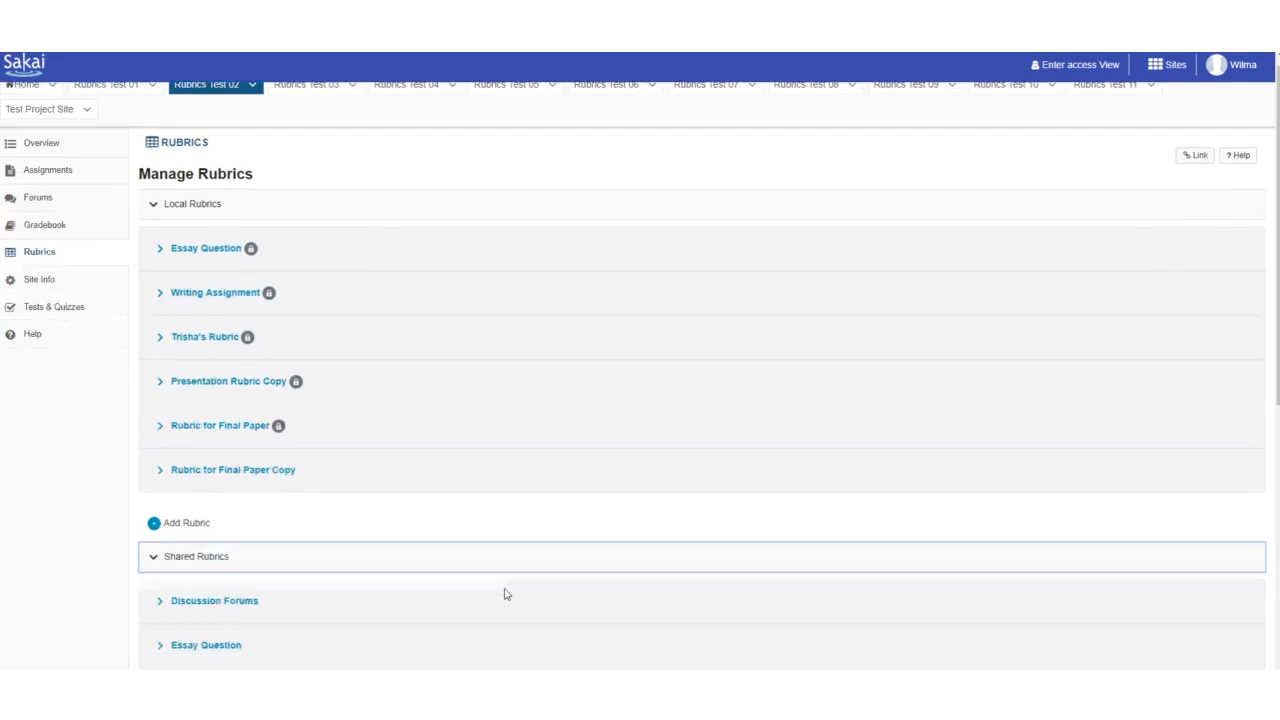 Sakai
Enter access View Sites Wilma
Home Rubrics Test 01 Rubrics Test 02 Rubrics Test 03 Rubrics Test 04 Rubrics Test 05 Rubrics Test 06 Rubrics Test 07 Rubrics Test 08 Rubrics Test 09 Rubrics Test 10 Rubrics Test 11
Test Project Site
Overview
Assignments
Forums
Gradebook
Rubrics
Site Info
Tests & Quizzes
Help
RUBRICS
Link ? Help
Manage Rubrics
Local Rubrics
Essay Question
Writing Assignment
Trisha's Rubric
Presentation Rubric Copy
Rubric for Final Paper
Rubric for Final Paper Copy
Add Rubric
Shared Rubrics
Discussion Forums
Essay Question